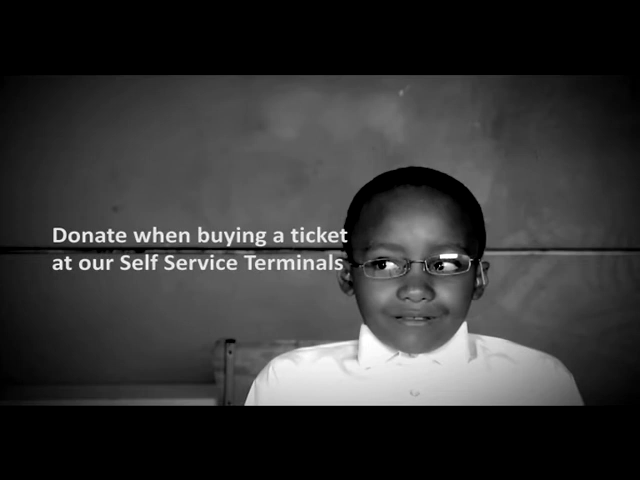 Donate when buying a ticket
at our Self Service Terminals